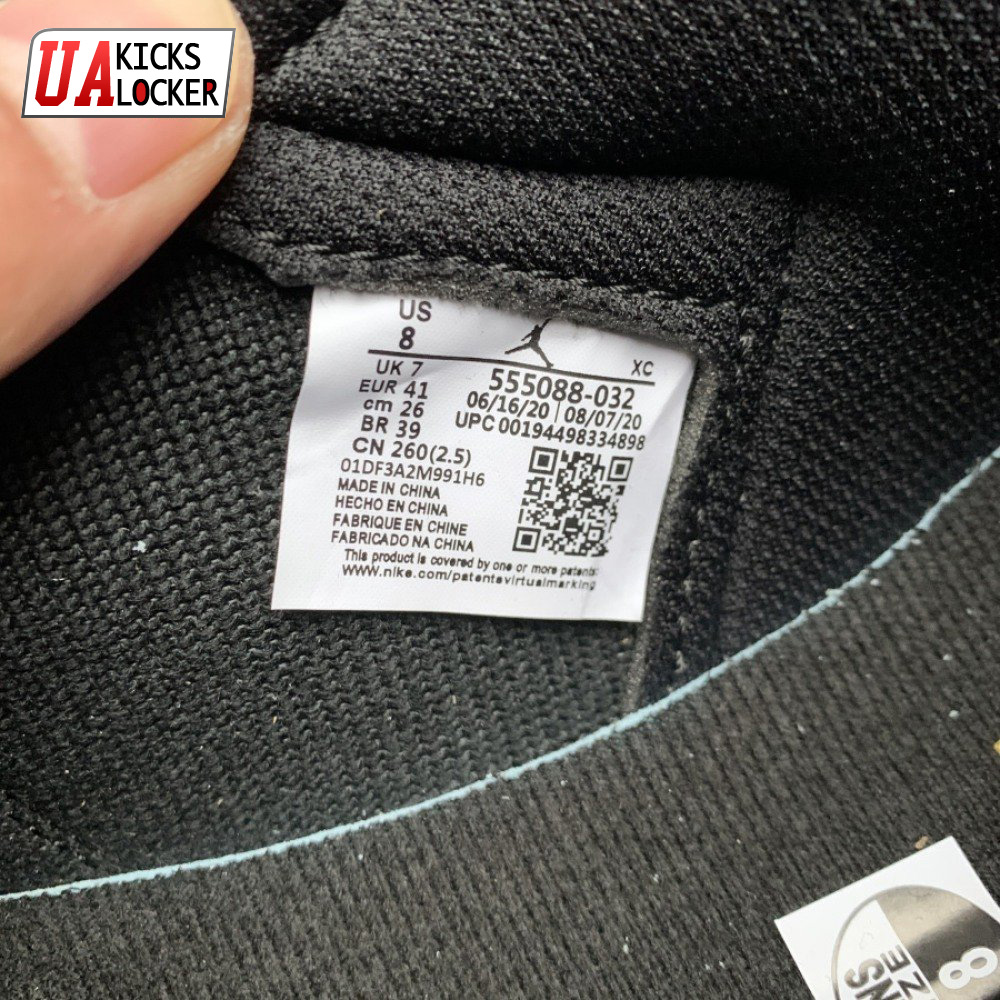 UA KICKS
LOCKER
US
8
XC
UK 7
EUR 41
cm 26
BR 39
CN 260(2.5)
555088-032
06/16/20 | 08/07/20
UPC 00194498334898
01DF3A2M991H6
MADE IN CHINA
HECHO EN CHINA
FABRIQUE EN CHINE
FABRICADO NA CHINA
This product is covered by one or more patents:
www.nike.com/patentsvirtualmarking
8